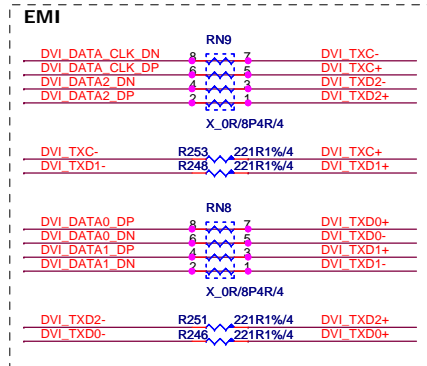 EMI
RN9
DVI_DATA_CLK_DN 8 7 DVI_TXC-
DVI_DATA_CLK_DP 6 5 DVI_TXC+
DVI_DATA2_DN 4 3 DVI_TXD2-
DVI_DATA2_DP 2 1 DVI_TXD2+
X_0R/8P4R/4
DVI_TXC- R253 221R1%/4 DVI_TXC+
DVI_TXD1- R248 221R1%/4 DVI_TXD1+
RN8
DVI_DATA0_DP 8 7 DVI_TXD0+
DVI_DATA0_DN 6 5 DVI_TXD0-
DVI_DATA1_DP 4 3 DVI_TXD1+
DVI_DATA1_DN 2 1 DVI_TXD1-
X_0R/8P4R/4
DVI_TXD2- R251 221R1%/4 DVI_TXD2+
DVI_TXD0- R246 221R1%/4 DVI_TXD0+